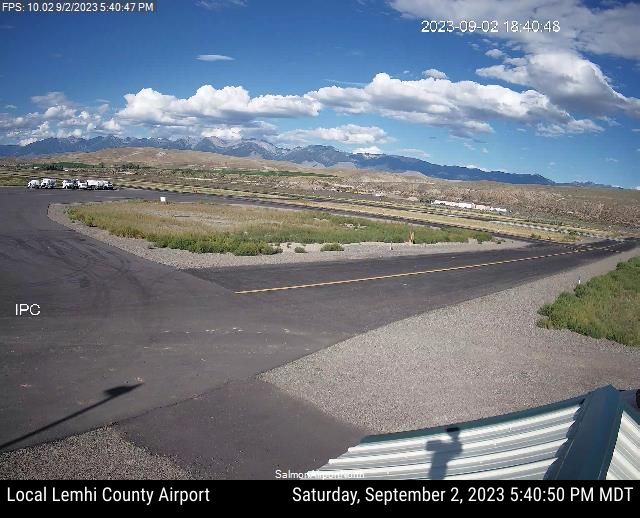 FPS: 10.02 9/2/2023 5:40:47 PM
2023-09-02 18:40:48
IPC
Local Lemhi County Airport
Saturday, September 2, 2023 5:40:50 PM MDT